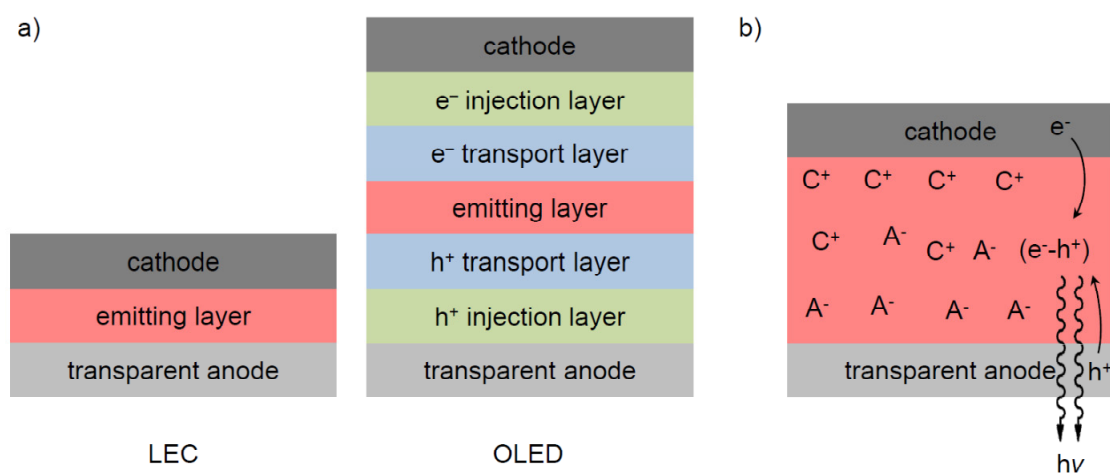 a)
cathode
emitting layer
transparent anode
LEC
cathode
e⁻ injection layer
e⁻ transport layer
emitting layer
h⁺ transport layer
h⁺ injection layer
transparent anode
OLED
b)
cathode e⁻
C⁺ C⁺ C⁺ C⁺
C⁺ A⁻ C⁺ A⁻ (e⁻-h⁺)
A⁻ A⁻ A⁻ A⁻
transparent anode h⁺
hν